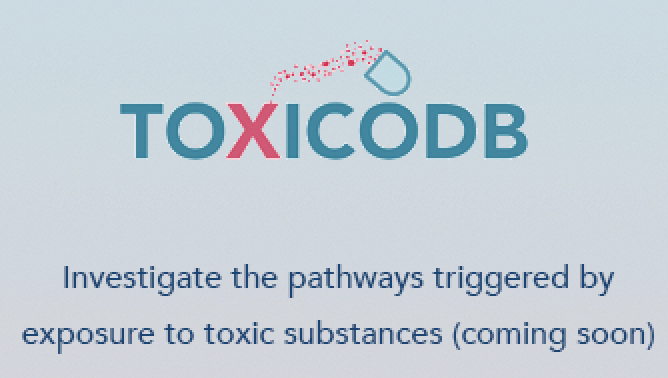 TOXICODB
Investigate the pathways triggered by
exposure to toxic substances (coming soon)